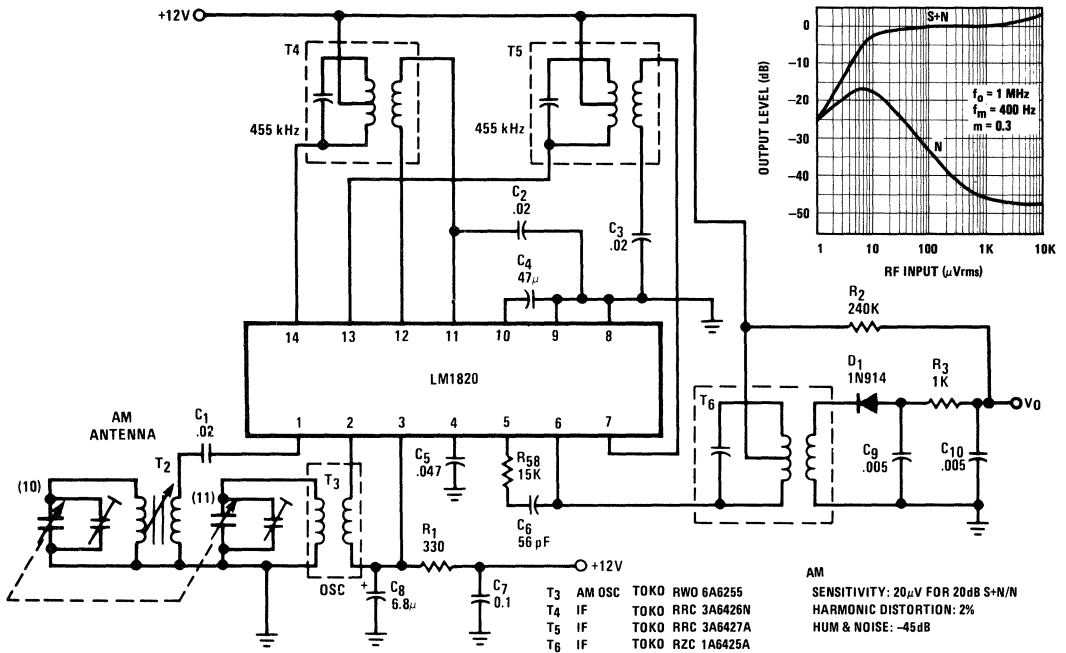 +12V
T4
455 kHz
T5
455 kHz
C2
.02
C3
.02
C4
47μ
14 13 12 11 10 9 8
LM1820
1 2 3 4 5 6 7
AM
ANTENNA
C1
.02
T2
(10)
(11)
T3
OSC
C5
.047
R58
15K
C6
56 pF
R1
330
+
C8
6.8μ
C7
0.1
+12V
T6
R2
240K
D1
1N914
R3
1K
VO
C9
.005
C10
.005
OUTPUT LEVEL (dB)
0
-10
-20
-30
-40
-50
S+N
fo = 1 MHz
fm = 400 Hz
m = 0.3
N
1 10 100 1K 10K
RF INPUT (μVrms)
T3 AM OSC TOKO RWO 6A6255
T4 IF TOKO RRC 3A6426N
T5 IF TOKO RRC 3A6427A
T6 IF TOKO RZC 1A6425A
AM
SENSITIVITY: 20μV FOR 20dB S+N/N
HARMONIC DISTORTION: 2%
HUM & NOISE: -45dB